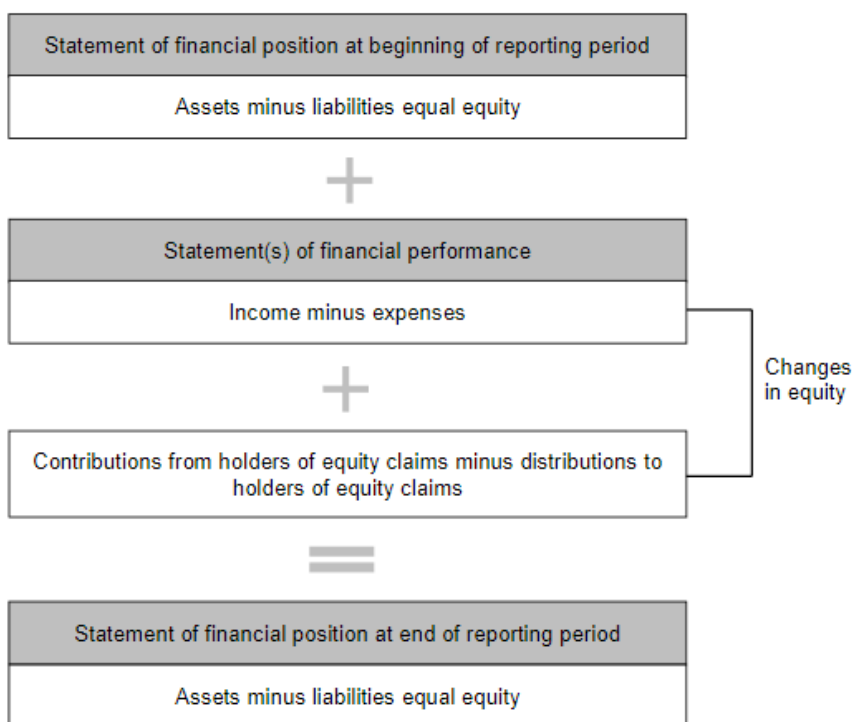 Statement of financial position at beginning of reporting period
Assets minus liabilities equal equity
+
Statement(s) of financial performance
Income minus expenses
Changes
in equity
+
Contributions from holders of equity claims minus distributions to
holders of equity claims
=
Statement of financial position at end of reporting period
Assets minus liabilities equal equity